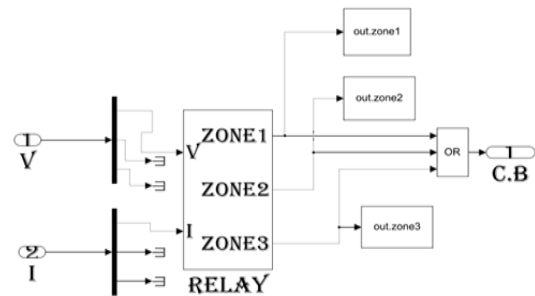 out.zone1
out.zone2
1
V
V
ZONE1
OR
1
C.B
ZONE2
2
I
I
ZONE3
out.zone3
RELAY